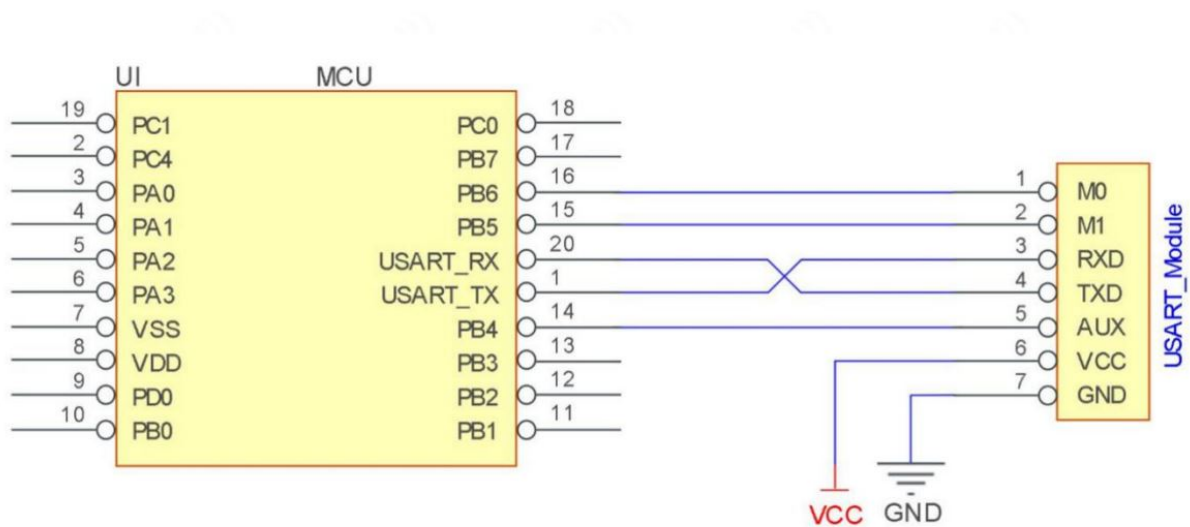 UI MCU
19 PC1 PC0 18
2 PC4 PB7 17
3 PA0 PB6 16 1 M0
4 PA1 PB5 15 2 M1
5 PA2 USART_RX 20 3 RXD
6 PA3 USART_TX 1 4 TXD
7 VSS PB4 14 5 AUX
8 VDD PB3 13 6 VCC
9 PD0 PB2 12 7 GND
10 PB0 PB1 11
USART_Module
VCC GND